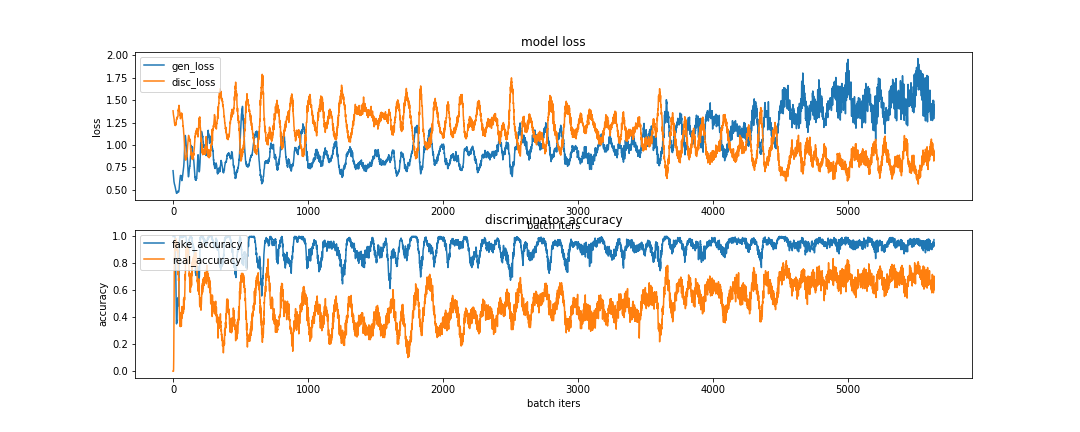 model loss
2.00
1.75
1.50
1.25
1.00
0.75
0.50
loss
gen_loss
disc_loss
0
1000
2000
3000
4000
5000
batch iters
discriminator accuracy
1.0
0.8
0.6
0.4
0.2
0.0
accuracy
fake_accuracy
real_accuracy
0
1000
2000
3000
4000
5000
batch iters